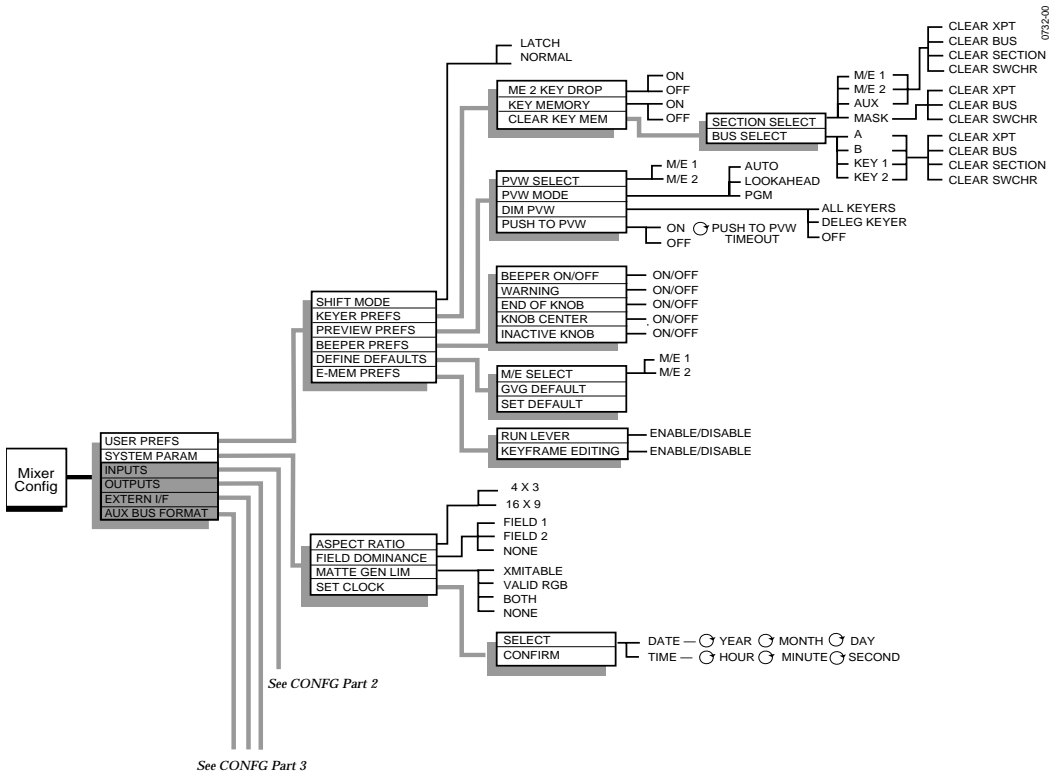 0732-00
LATCH
NORMAL
ME 2 KEY DROP
KEY MEMORY
CLEAR KEY MEM
ON
OFF
ON
OFF
SECTION SELECT
BUS SELECT
M/E 1
M/E 2
AUX
MASK
A
B
KEY 1
KEY 2
CLEAR XPT
CLEAR BUS
CLEAR SECTION
CLEAR SWCHR
CLEAR XPT
CLEAR BUS
CLEAR SWCHR
CLEAR XPT
CLEAR BUS
CLEAR SECTION
CLEAR SWCHR
PVW SELECT
PVW MODE
DIM PVW
PUSH TO PVW
M/E 1
M/E 2
AUTO
LOOKAHEAD
PGM
ALL KEYERS
DELEG KEYER
OFF
ON PUSH TO PVW
TIMEOUT
OFF
BEEPER ON/OFF
WARNING
END OF KNOB
KNOB CENTER
INACTIVE KNOB
ON/OFF
ON/OFF
ON/OFF
ON/OFF
ON/OFF
SHIFT MODE
KEYER PREFS
PREVIEW PREFS
BEEPER PREFS
DEFINE DEFAULTS
E-MEM PREFS
M/E SELECT
GVG DEFAULT
SET DEFAULT
M/E 1
M/E 2
RUN LEVER
KEYFRAME EDITING
ENABLE/DISABLE
ENABLE/DISABLE
Mixer
Config
USER PREFS
SYSTEM PARAM
INPUTS
OUTPUTS
EXTERN I/F
AUX BUS FORMAT
ASPECT RATIO
FIELD DOMINANCE
MATTE GEN LIM
SET CLOCK
4 X 3
16 X 9
FIELD 1
FIELD 2
NONE
XMITABLE
VALID RGB
BOTH
NONE
SELECT
CONFIRM
DATE — YEAR MONTH DAY
TIME — HOUR MINUTE SECOND
See CONFG Part 2
See CONFG Part 3